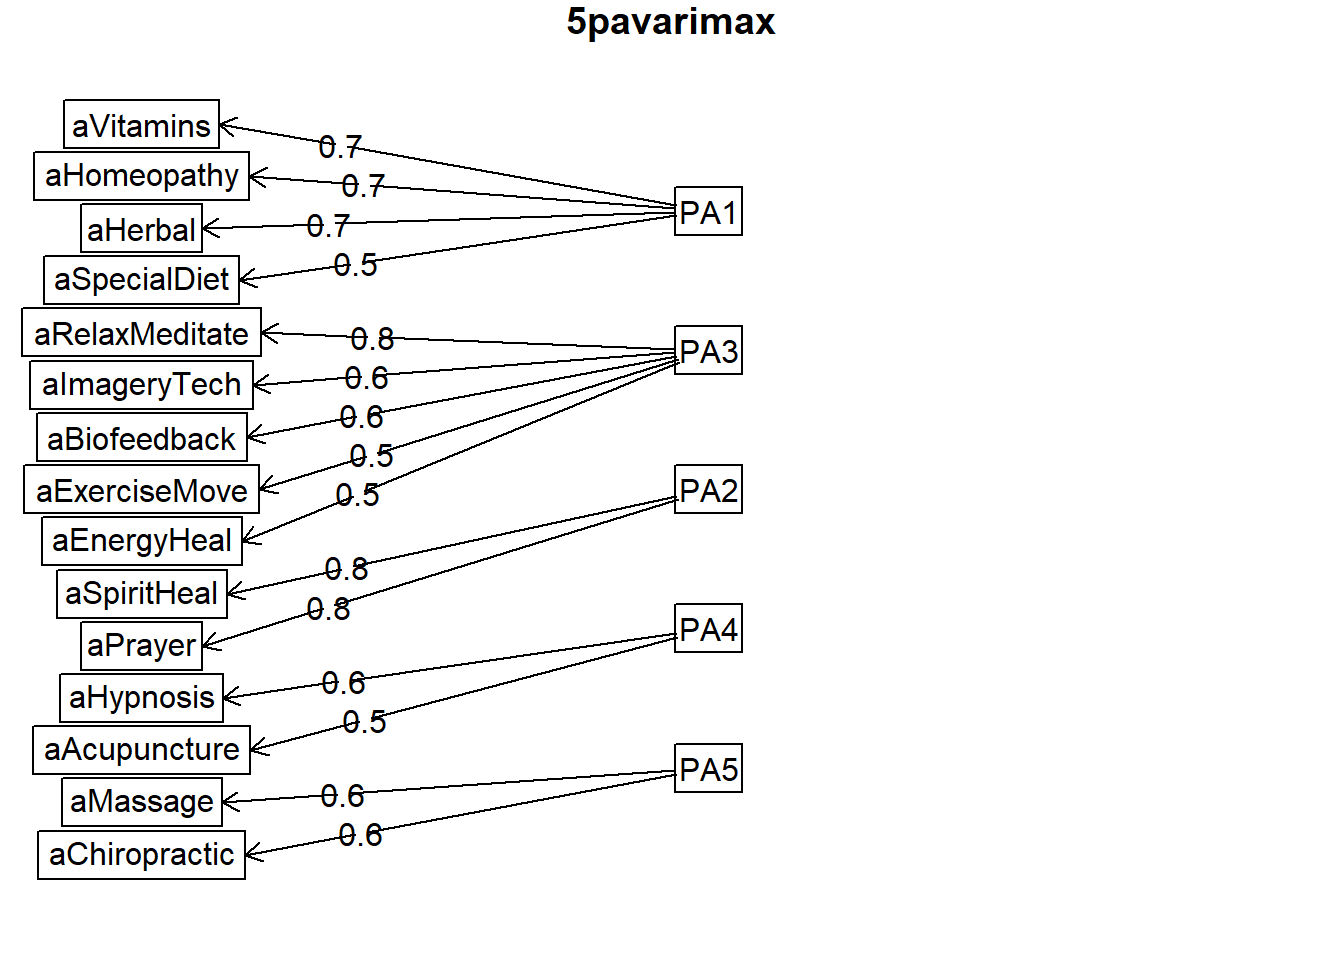 5pavarimax
aVitamins
0.7
aHomeopathy
0.7
PA1
aHerbal
0.7
aSpecialDiet
0.5
aRelaxMeditate
0.8
PA3
aImageryTech
0.6
aBiofeedback
0.6
aExerciseMove
0.5
PA2
aEnergyHeal
0.5
aSpiritHeal
0.8
aPrayer
0.8
PA4
aHypnosis
0.6
aAcupuncture
0.5
PA5
aMassage
0.6
aChiropractic
0.6